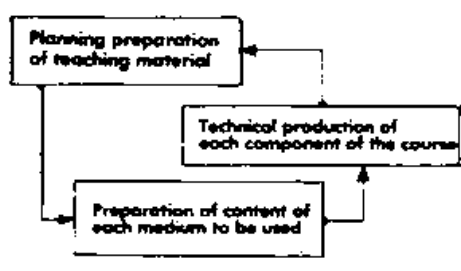 Planning preparation
of teaching material
Technical production of
each component of the course
Preparation of content of
each medium to be used